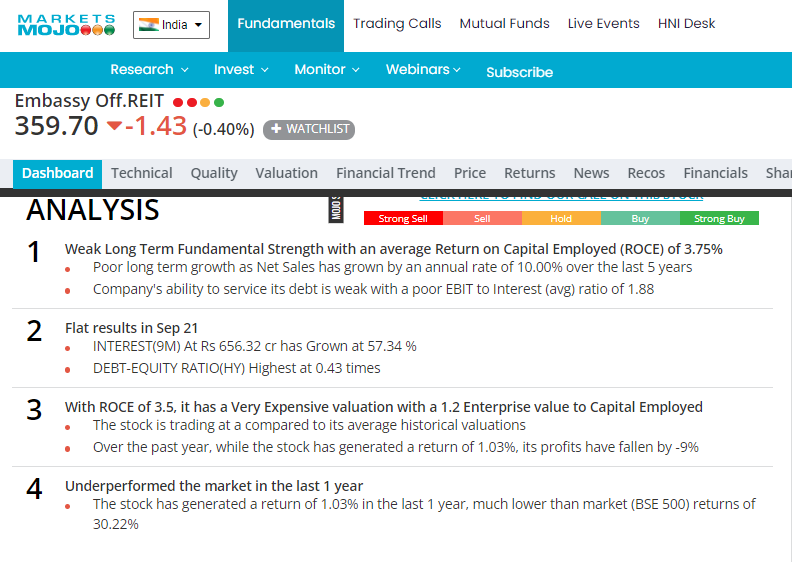 MARKETS
MOJO
India
Fundamentals
Trading Calls
Mutual Funds
Live Events
HNI Desk
Research
Invest
Monitor
Webinars
Subscribe
Embassy Off.REIT
359.70 -1.43 (-0.40%) + WATCHLIST
Dashboard
Technical
Quality
Valuation
Financial Trend
Price
Returns
News
Recos
Financials
Sha
ANALYSIS
MOJO
CLICK HERE TO FIND OUR CALL ON THIS STOCK
Strong Sell
Sell
Hold
Buy
Strong Buy
1 Weak Long Term Fundamental Strength with an average Return on Capital Employed (ROCE) of 3.75%
Poor long term growth as Net Sales has grown by an annual rate of 10.00% over the last 5 years
Company's ability to service its debt is weak with a poor EBIT to Interest (avg) ratio of 1.88
2 Flat results in Sep 21
INTEREST(9M) At Rs 656.32 cr has Grown at 57.34 %
DEBT-EQUITY RATIO(HY) Highest at 0.43 times
3 With ROCE of 3.5, it has a Very Expensive valuation with a 1.2 Enterprise value to Capital Employed
The stock is trading at a compared to its average historical valuations
Over the past year, while the stock has generated a return of 1.03%, its profits have fallen by -9%
4 Underperformed the market in the last 1 year
The stock has generated a return of 1.03% in the last 1 year, much lower than market (BSE 500) returns of
30.22%